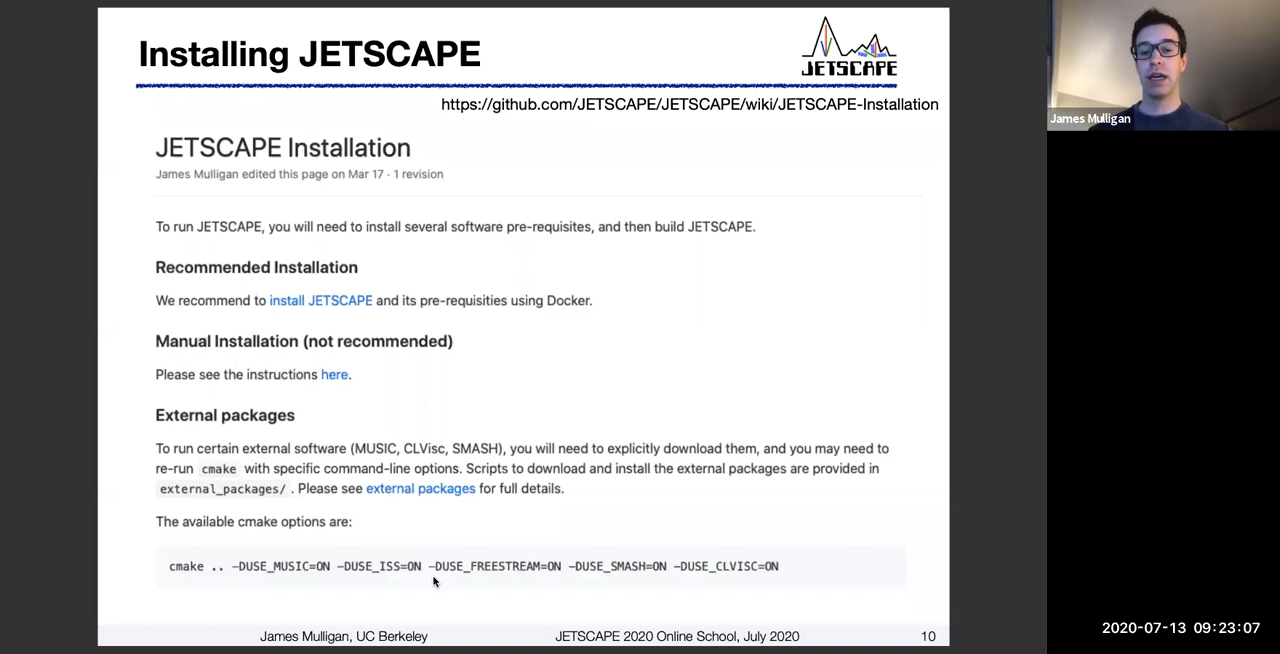 Installing JETSCAPE
JETSCAPE
https://github.com/JETSCAPE/JETSCAPE/wiki/JETSCAPE-Installation
JETSCAPE Installation
James Mulligan edited this page on Mar 17 · 1 revision
To run JETSCAPE, you will need to install several software pre-requisites, and then build JETSCAPE.
Recommended Installation
We recommend to install JETSCAPE and its pre-requisities using Docker.
Manual Installation (not recommended)
Please see the instructions here.
External packages
To run certain external software (MUSIC, CLVisc, SMASH), you will need to explicitly download them, and you may need to
re-run cmake with specific command-line options. Scripts to download and install the external packages are provided in
external_packages/ . Please see external packages for full details.
The available cmake options are:
cmake .. -DUSE_MUSIC=ON -DUSE_ISS=ON -DUSE_FREESTREAM=ON -DUSE_SMASH=ON -DUSE_CLVISC=ON
James Mulligan, UC Berkeley
JETSCAPE 2020 Online School, July 2020
10
James Mulligan
2020-07-13 09:23:07